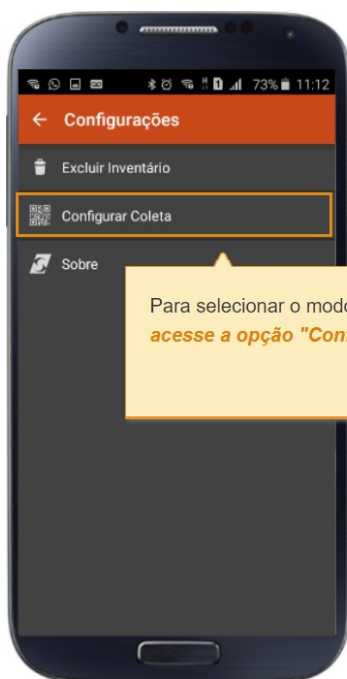 73% 11:12
Configurações
Excluir Inventário
Configurar Coleta
Sobre
Para selecionar o modo
acesse a opção "Con